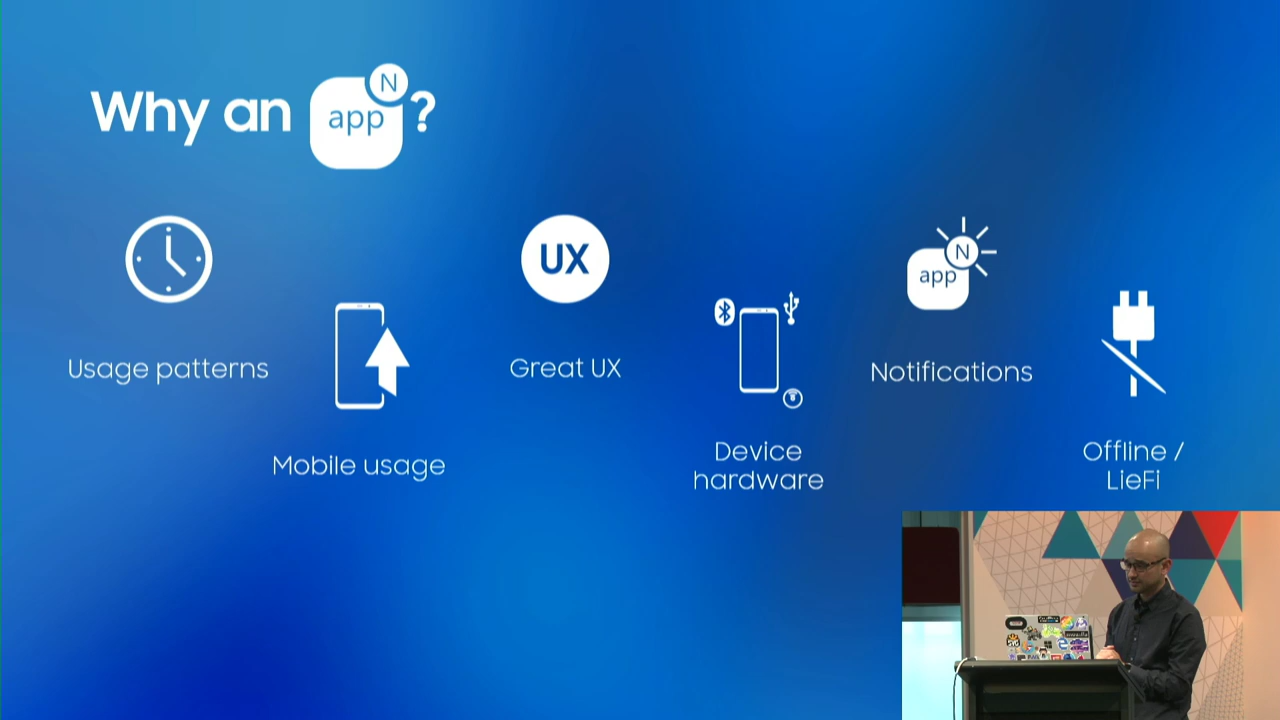 Why an app N ?
UX
app N
Usage patterns
Great UX
Notifications
Mobile usage
Device
hardware
Offline /
LieFi